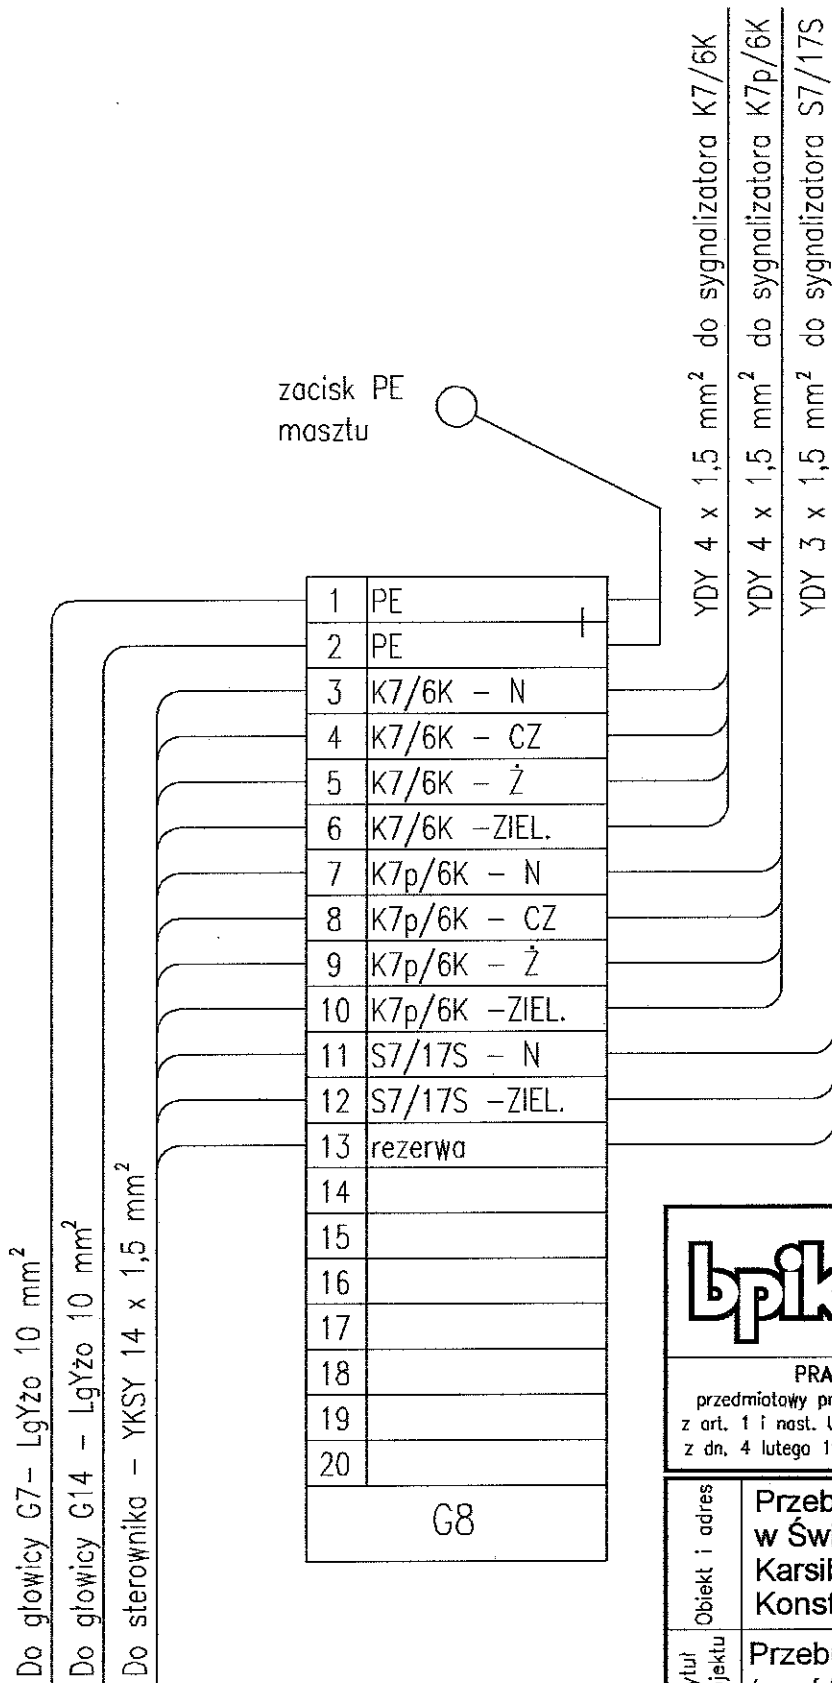 YDY 4 x 1,5 mm² do sygnalizatora K7/6K
YDY 4 x 1,5 mm² do sygnalizatora K7p/6K
YDY 3 x 1,5 mm² do sygnalizatora S7/17S
zacisk PE
masztu
1 PE
2 PE
3 K7/6K - N
4 K7/6K - CZ
5 K7/6K - Ż
6 K7/6K -ZIEL.
7 K7p/6K - N
8 K7p/6K - CZ
9 K7p/6K - Ż
10 K7p/6K -ZIEL.
11 S7/17S - N
12 S7/17S -ZIEL.
13 rezerwa
14
15
16
17
18
19
20
G8
Do głowicy G7- LgYżo 10 mm²
Do głowicy G14 - LgYżo 10 mm²
Do sterownika - YKSY 14 x 1,5 mm²
bpik
PRA
przedmiotowy pr
z art. 1 i nast. U
z dn. 4 lutego 1
Obiekt i adres
Przeb
w Świ
Karsib
Konst
Przeb